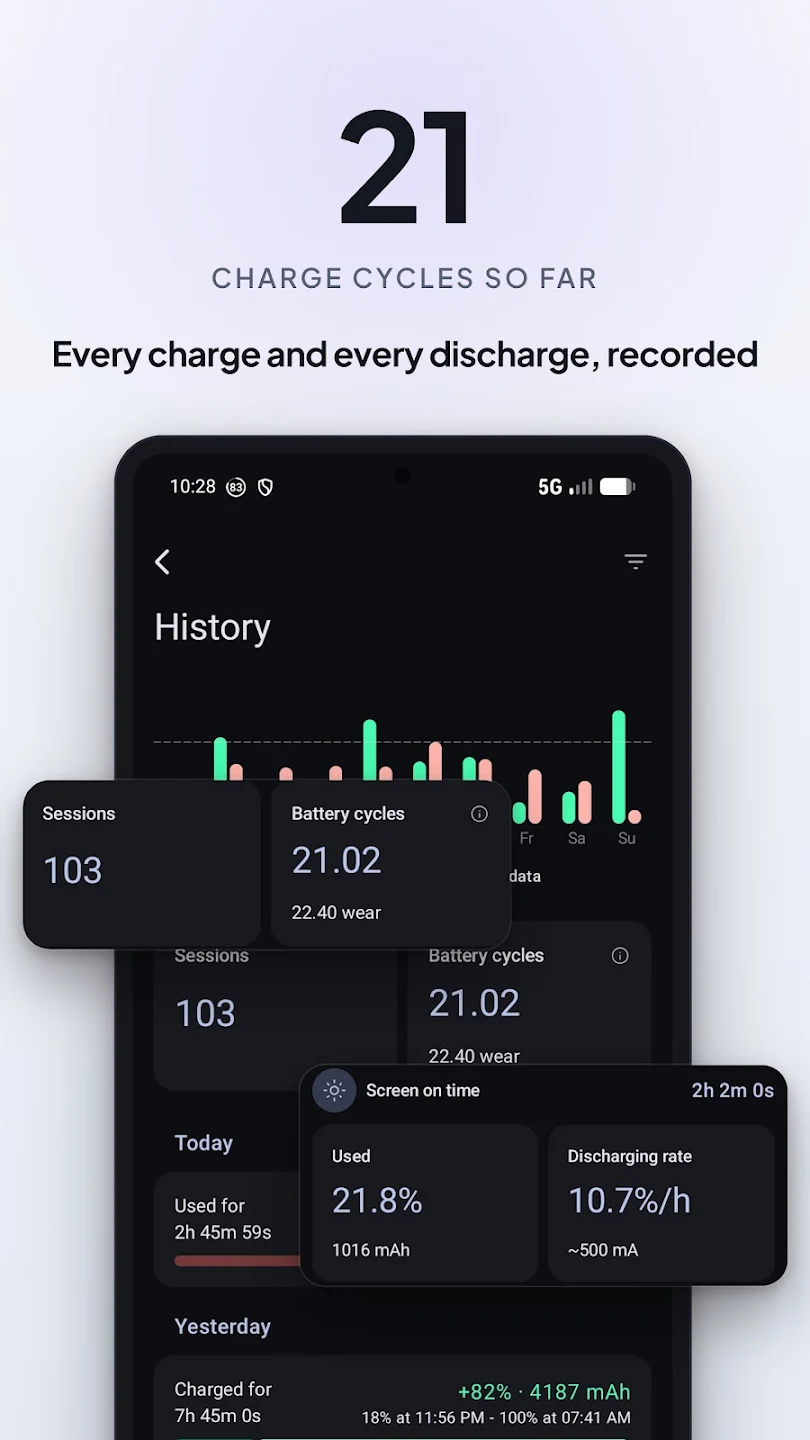 21
CHARGE CYCLES SO FAR
Every charge and every discharge, recorded
10:28 83
5G
History
Fr Sa Su
data
Sessions
103
Battery cycles
21.02
22.40 wear
Sessions
103
Battery cycles
21.02
22.40 wear
Screen on time 2h 2m 0s
Used
21.8%
1016 mAh
Discharging rate
10.7%/h
~500 mA
Today
Used for
2h 45m 59s
Yesterday
Charged for
7h 45m 0s
+82% · 4187 mAh
18% at 11:56 PM - 100% at 07:41 AM